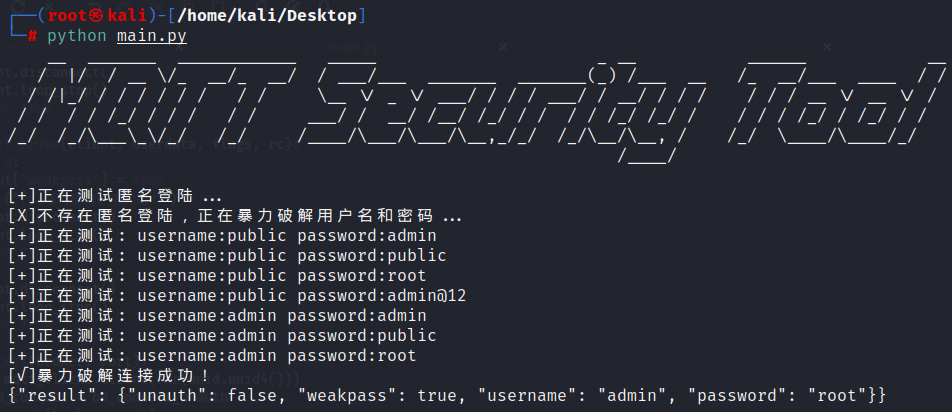 (root㉿kali)-[/home/kali/Desktop]
# python main.py
MQTT Security Tool
[+]正在测试匿名登陆 ...
[X]不存在匿名登陆，正在暴力破解用户名和密码 ...
[+]正在测试: username:public password:admin
[+]正在测试: username:public password:public
[+]正在测试: username:public password:root
[+]正在测试: username:public password:admin@12
[+]正在测试: username:admin password:admin
[+]正在测试: username:admin password:public
[+]正在测试: username:admin password:root
[√]暴力破解连接成功！
{"result": {"unauth": false, "weakpass": true, "username": "admin", "password": "root"}}